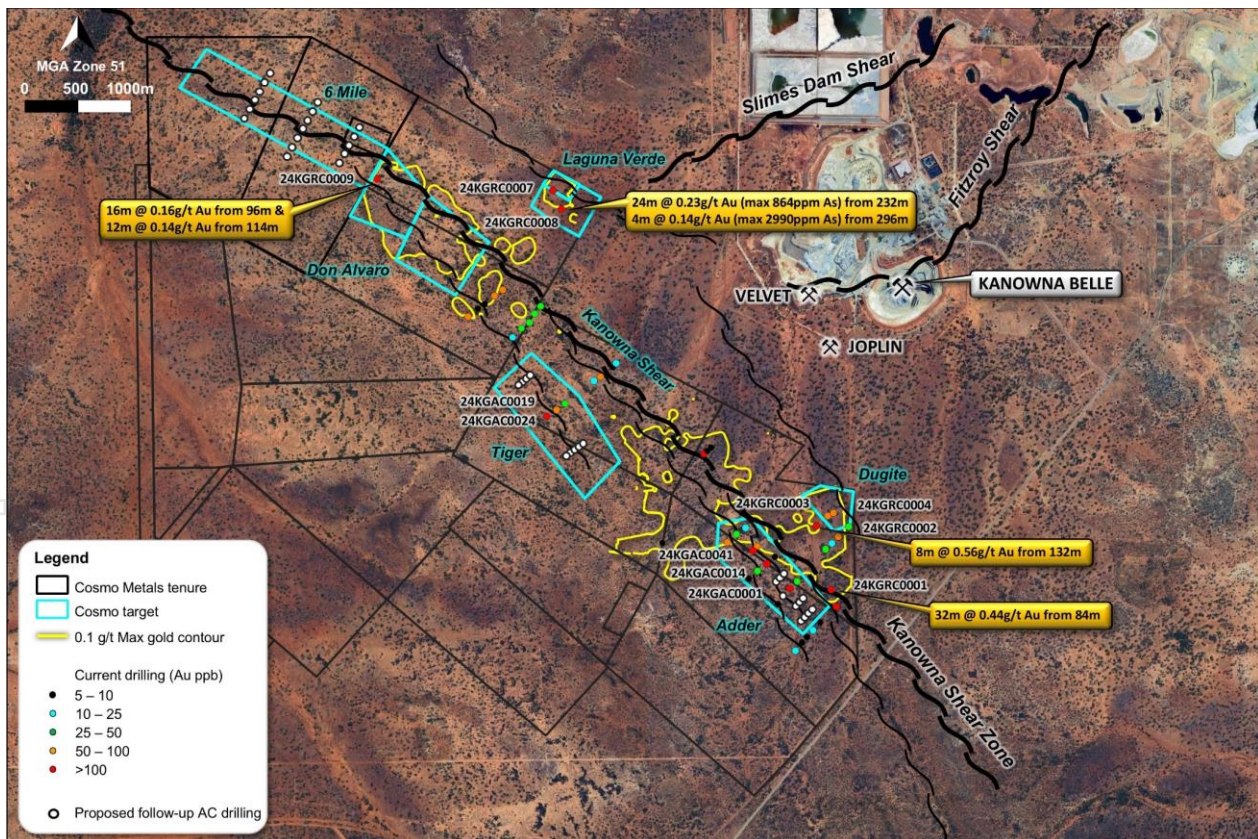 MGA Zone 51
0 500 1000m
6 Mile
24KGRC0009
16m @ 0.16g/t Au from 96m &
12m @ 0.14g/t Au from 114m
Don Alvaro
Laguna Verde
24KGRC0007
24KGRC0008
24m @ 0.23g/t Au (max 864ppm As) from 232m
4m @ 0.14g/t Au (max 2990ppm As) from 296m
Slimes Dam Shear
Fitzroy Shear
VELVET
KANOWNA BELLE
JOPLIN
Kanowna Shear
24KGAC0019
24KGAC0024
Tiger
Dugite
24KGRC0003
24KGRC0004
24KGRC0002
8m @ 0.56g/t Au from 132m
24KGAC0041
24KGAC0014
24KGAC0001
24KGRC0001
32m @ 0.44g/t Au from 84m
Adder
Kanowna Shear Zone
Legend
Cosmo Metals tenure
Cosmo target
0.1 g/t Max gold contour
Current drilling (Au ppb)
5 – 10
10 – 25
25 – 50
50 – 100
>100
Proposed follow-up AC drilling